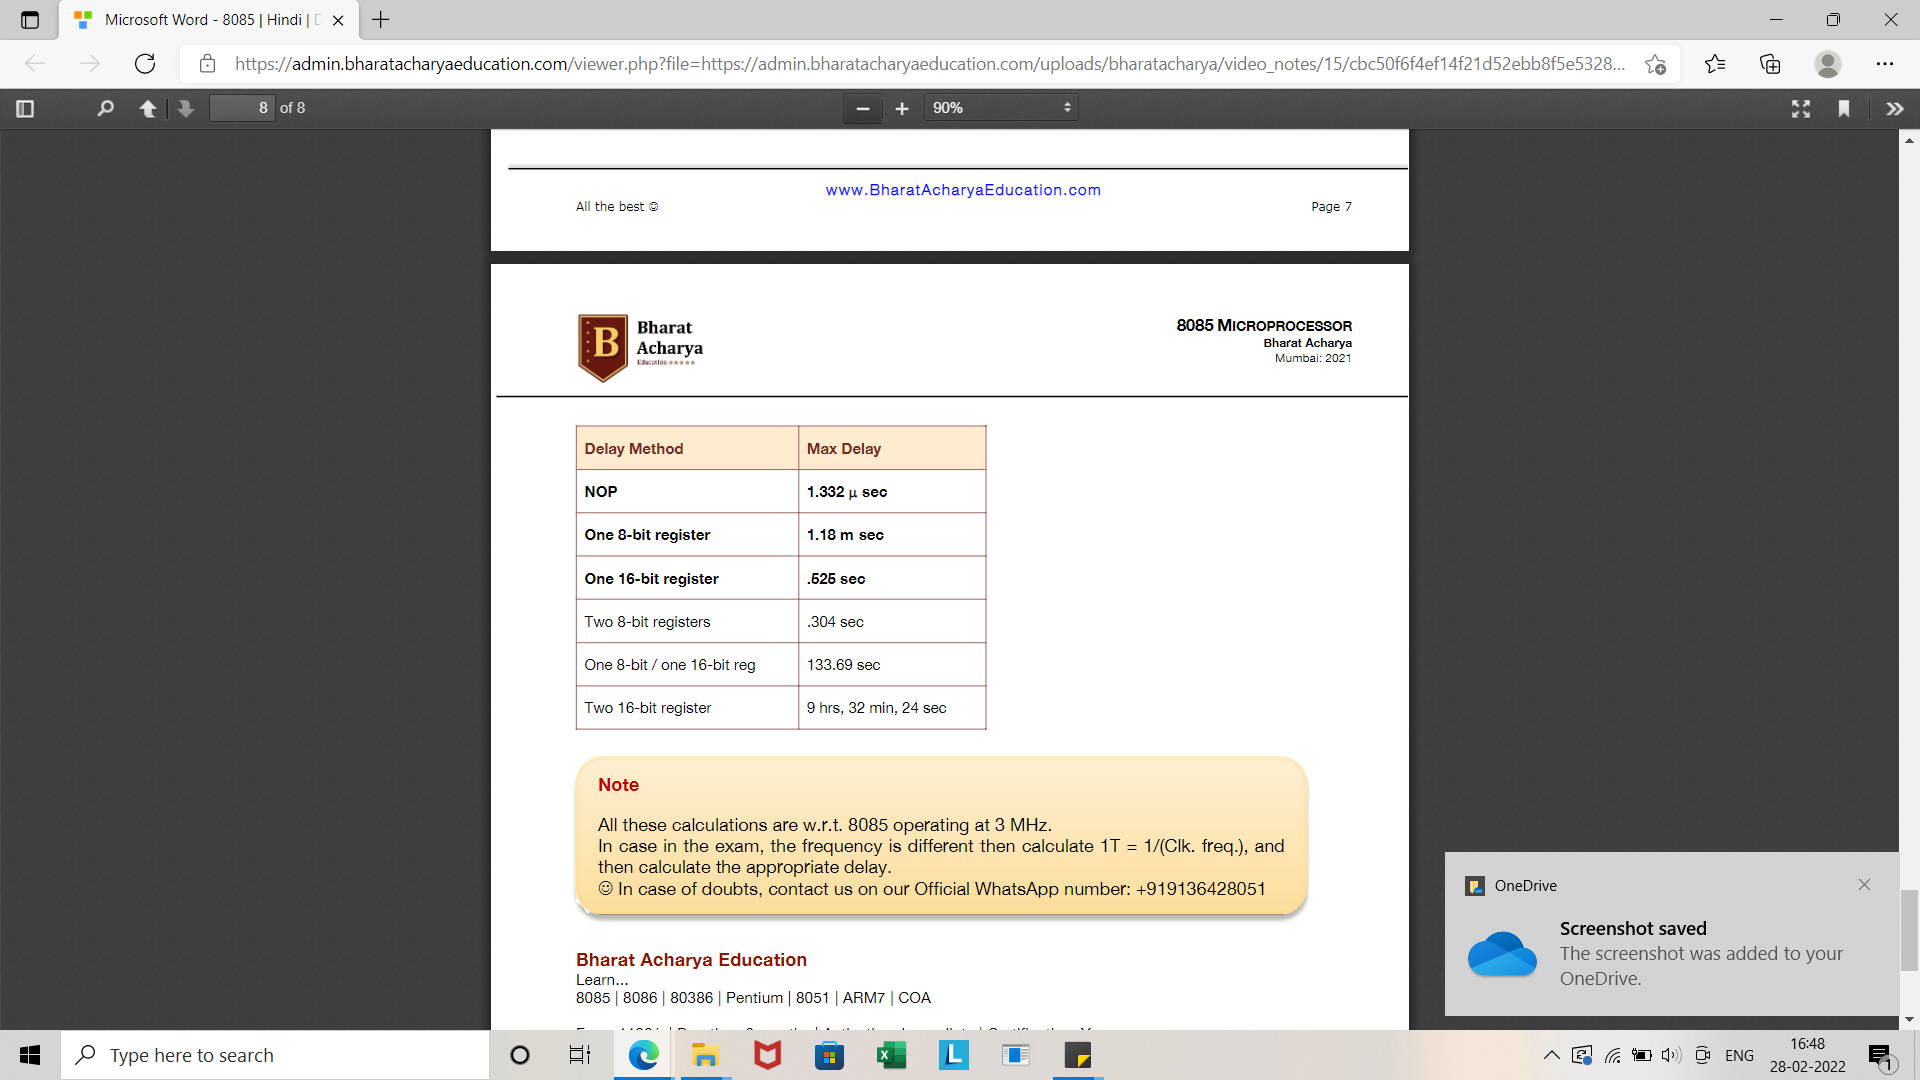 Microsoft Word - 8085 | Hindi |
https://admin.bharatacharyaeducation.com/viewer.php?file=https://admin.bharatacharyaeducation.com/uploads/bharatacharya/video_notes/15/cbc50f6f4ef14f21d52ebb8f5e5328...
8 of 8
90%
www.BharatAcharyaEducation.com
All the best ☺ Page 7
B
Bharat
Acharya
Education
8085 MICROPROCESSOR
Bharat Acharya
Mumbai: 2021
Delay Method Max Delay
NOP 1.332 μ sec
One 8-bit register 1.18 m sec
One 16-bit register .525 sec
Two 8-bit registers .304 sec
One 8-bit / one 16-bit reg 133.69 sec
Two 16-bit register 9 hrs, 32 min, 24 sec
Note
All these calculations are w.r.t. 8085 operating at 3 MHz.
In case in the exam, the frequency is different then calculate 1T = 1/(Clk. freq.), and
then calculate the appropriate delay.
☺ In case of doubts, contact us on our Official WhatsApp number: +919136428051
Bharat Acharya Education
Learn...
8085 | 8086 | 80386 | Pentium | 8051 | ARM7 | COA
OneDrive
Screenshot saved
The screenshot was added to your
OneDrive.
Type here to search
L
ENG
16:48
28-02-2022
1